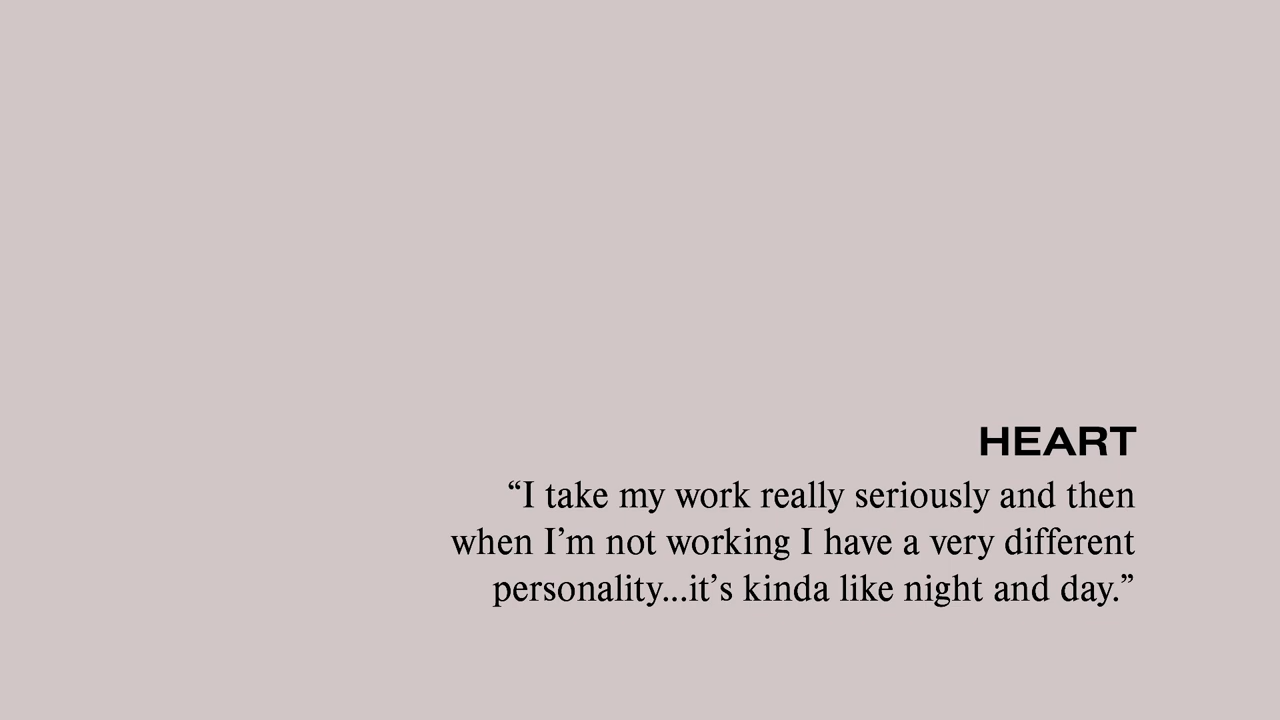 HEART
“I take my work really seriously and then
when I’m not working I have a very different
personality...it’s kinda like night and day.”